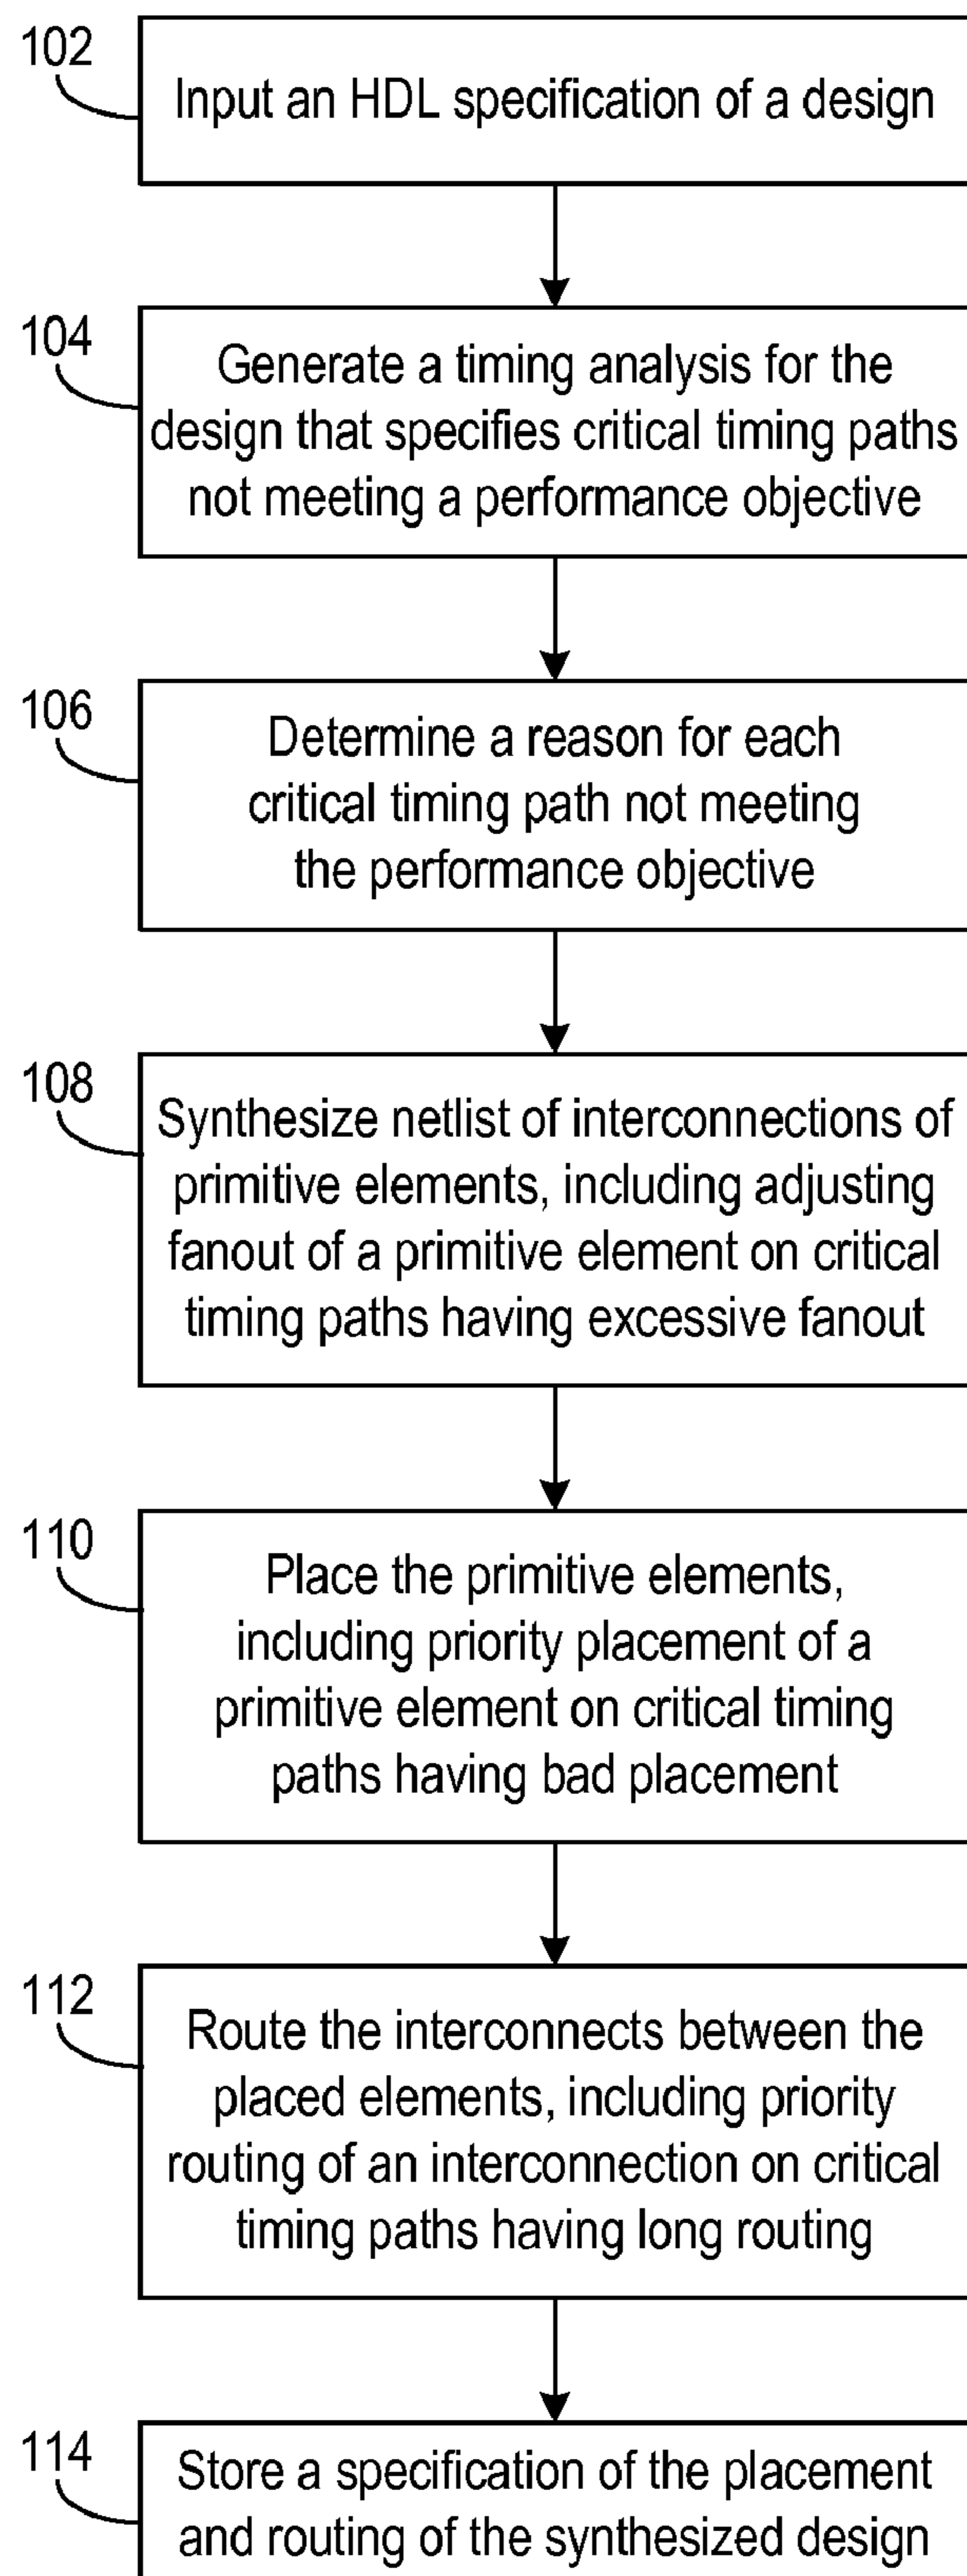 102
Input an HDL specification of a design
104
Generate a timing analysis for the
design that specifies critical timing paths
not meeting a performance objective
106
Determine a reason for each
critical timing path not meeting
the performance objective
108
Synthesize netlist of interconnections of
primitive elements, including adjusting
fanout of a primitive element on critical
timing paths having excessive fanout
110
Place the primitive elements,
including priority placement of a
primitive element on critical timing
paths having bad placement
112
Route the interconnects between the
placed elements, including priority
routing of an interconnection on critical
timing paths having long routing
114
Store a specification of the placement
and routing of the synthesized design